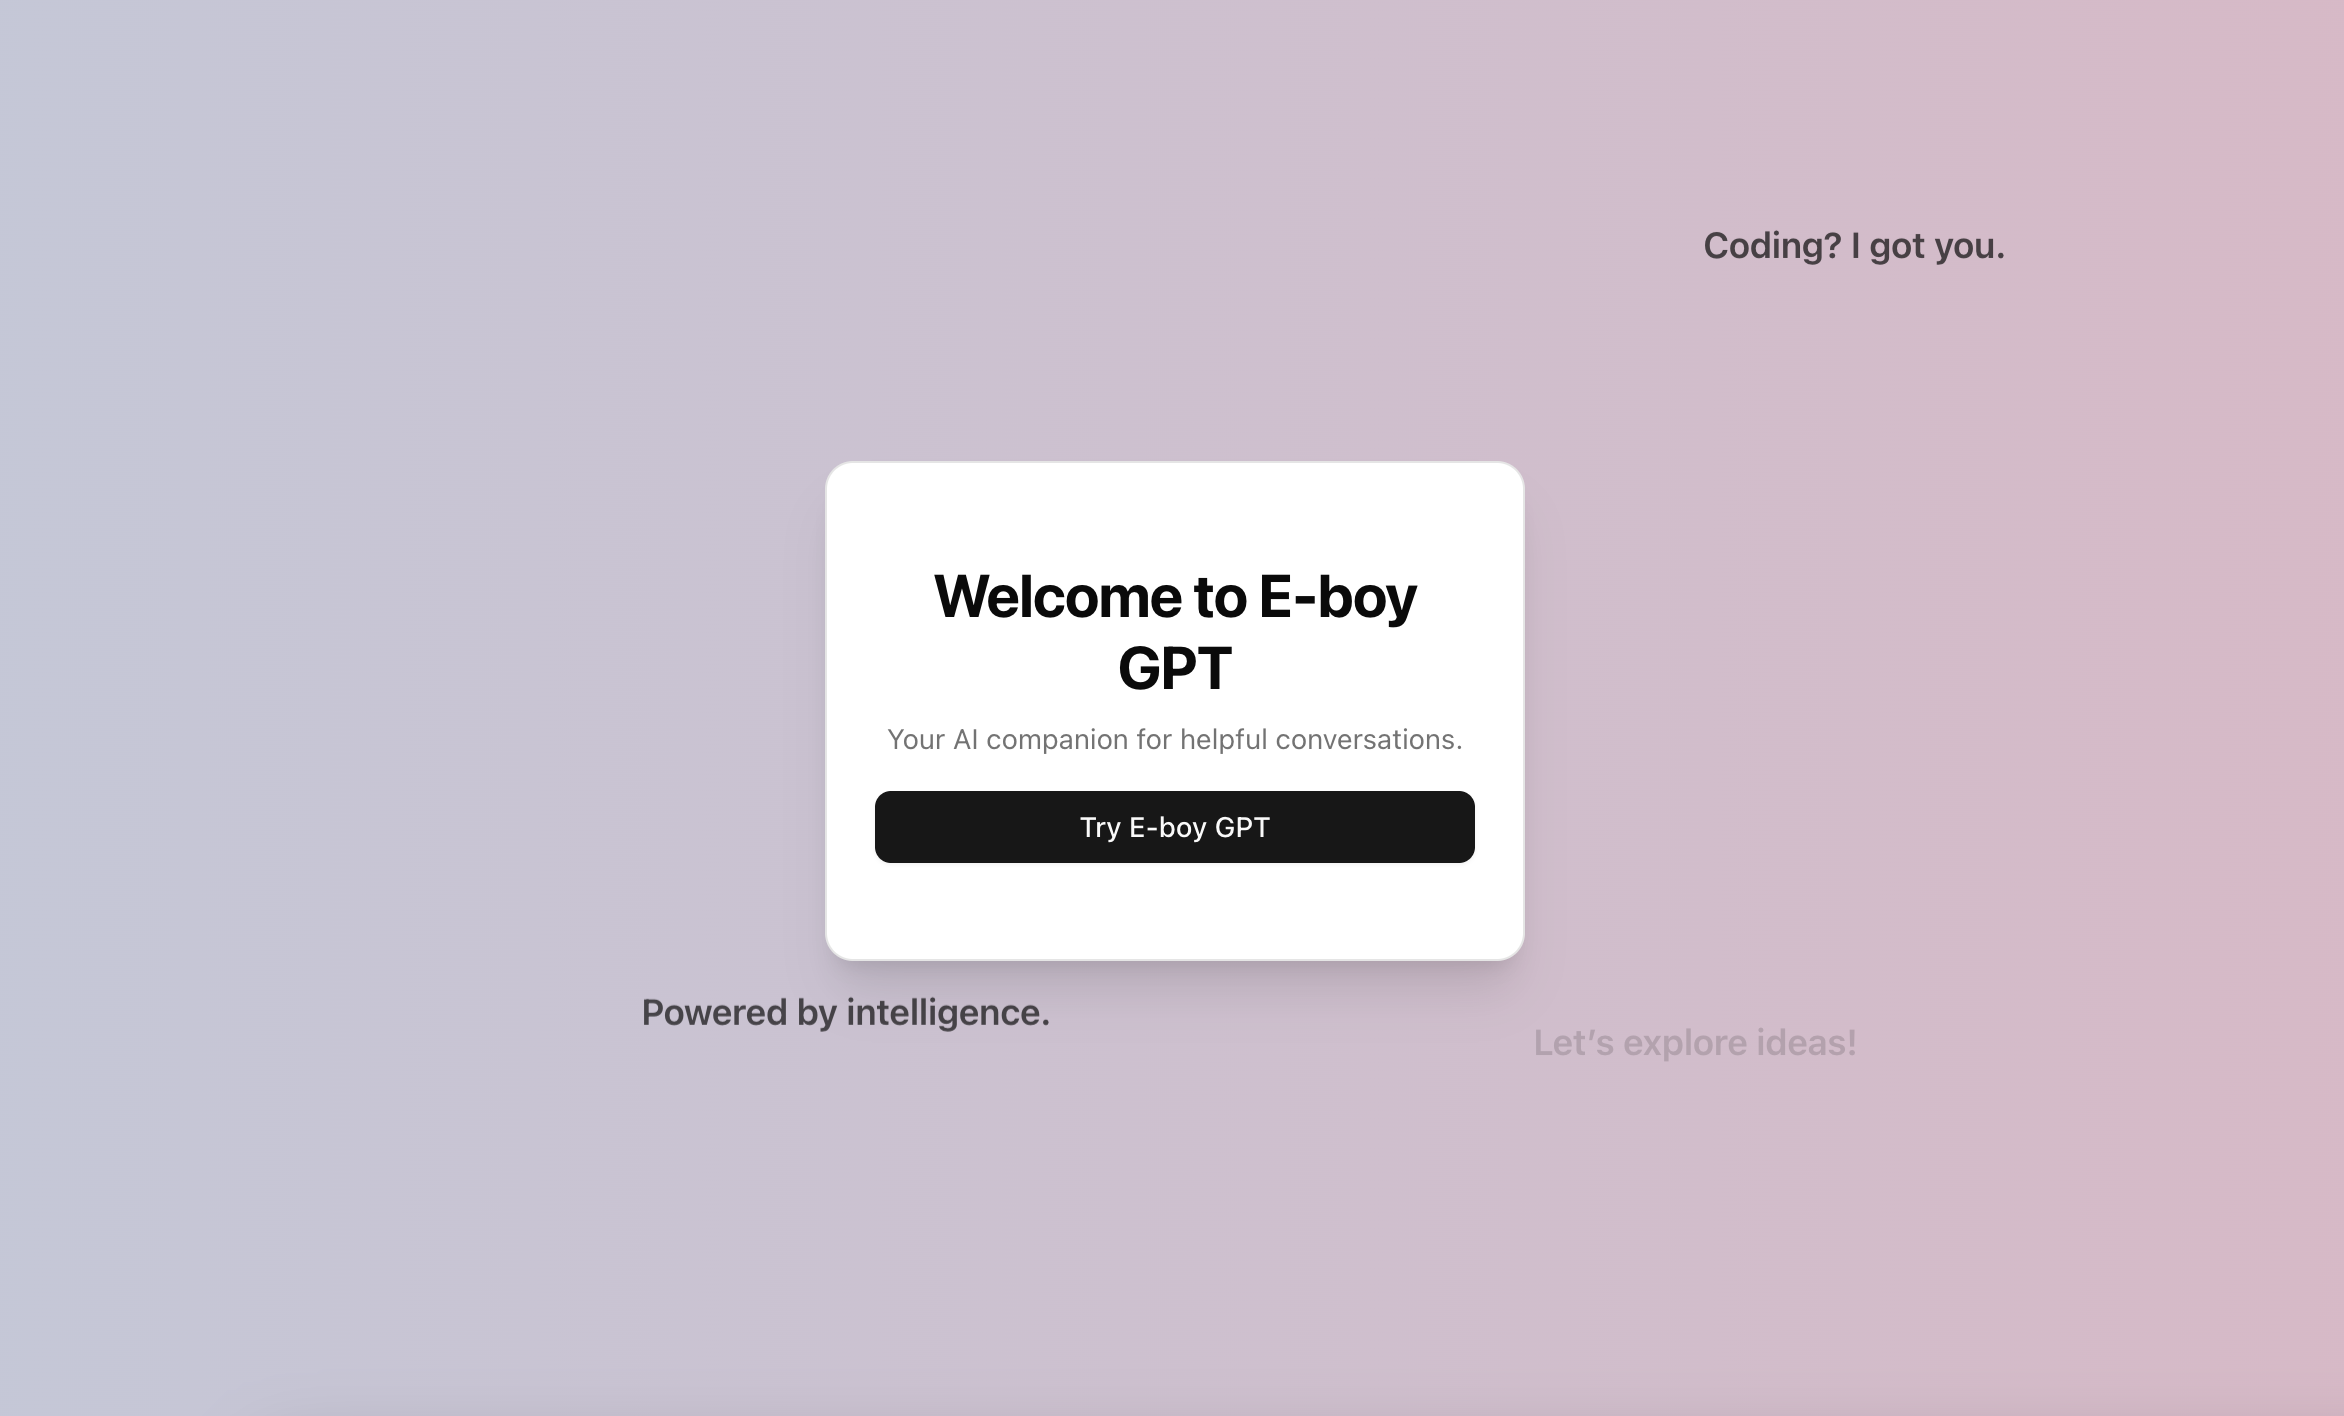 Coding? I got you.
Welcome to E-boy
GPT
Your AI companion for helpful conversations.
Try E-boy GPT
Powered by intelligence.
Let’s explore ideas!